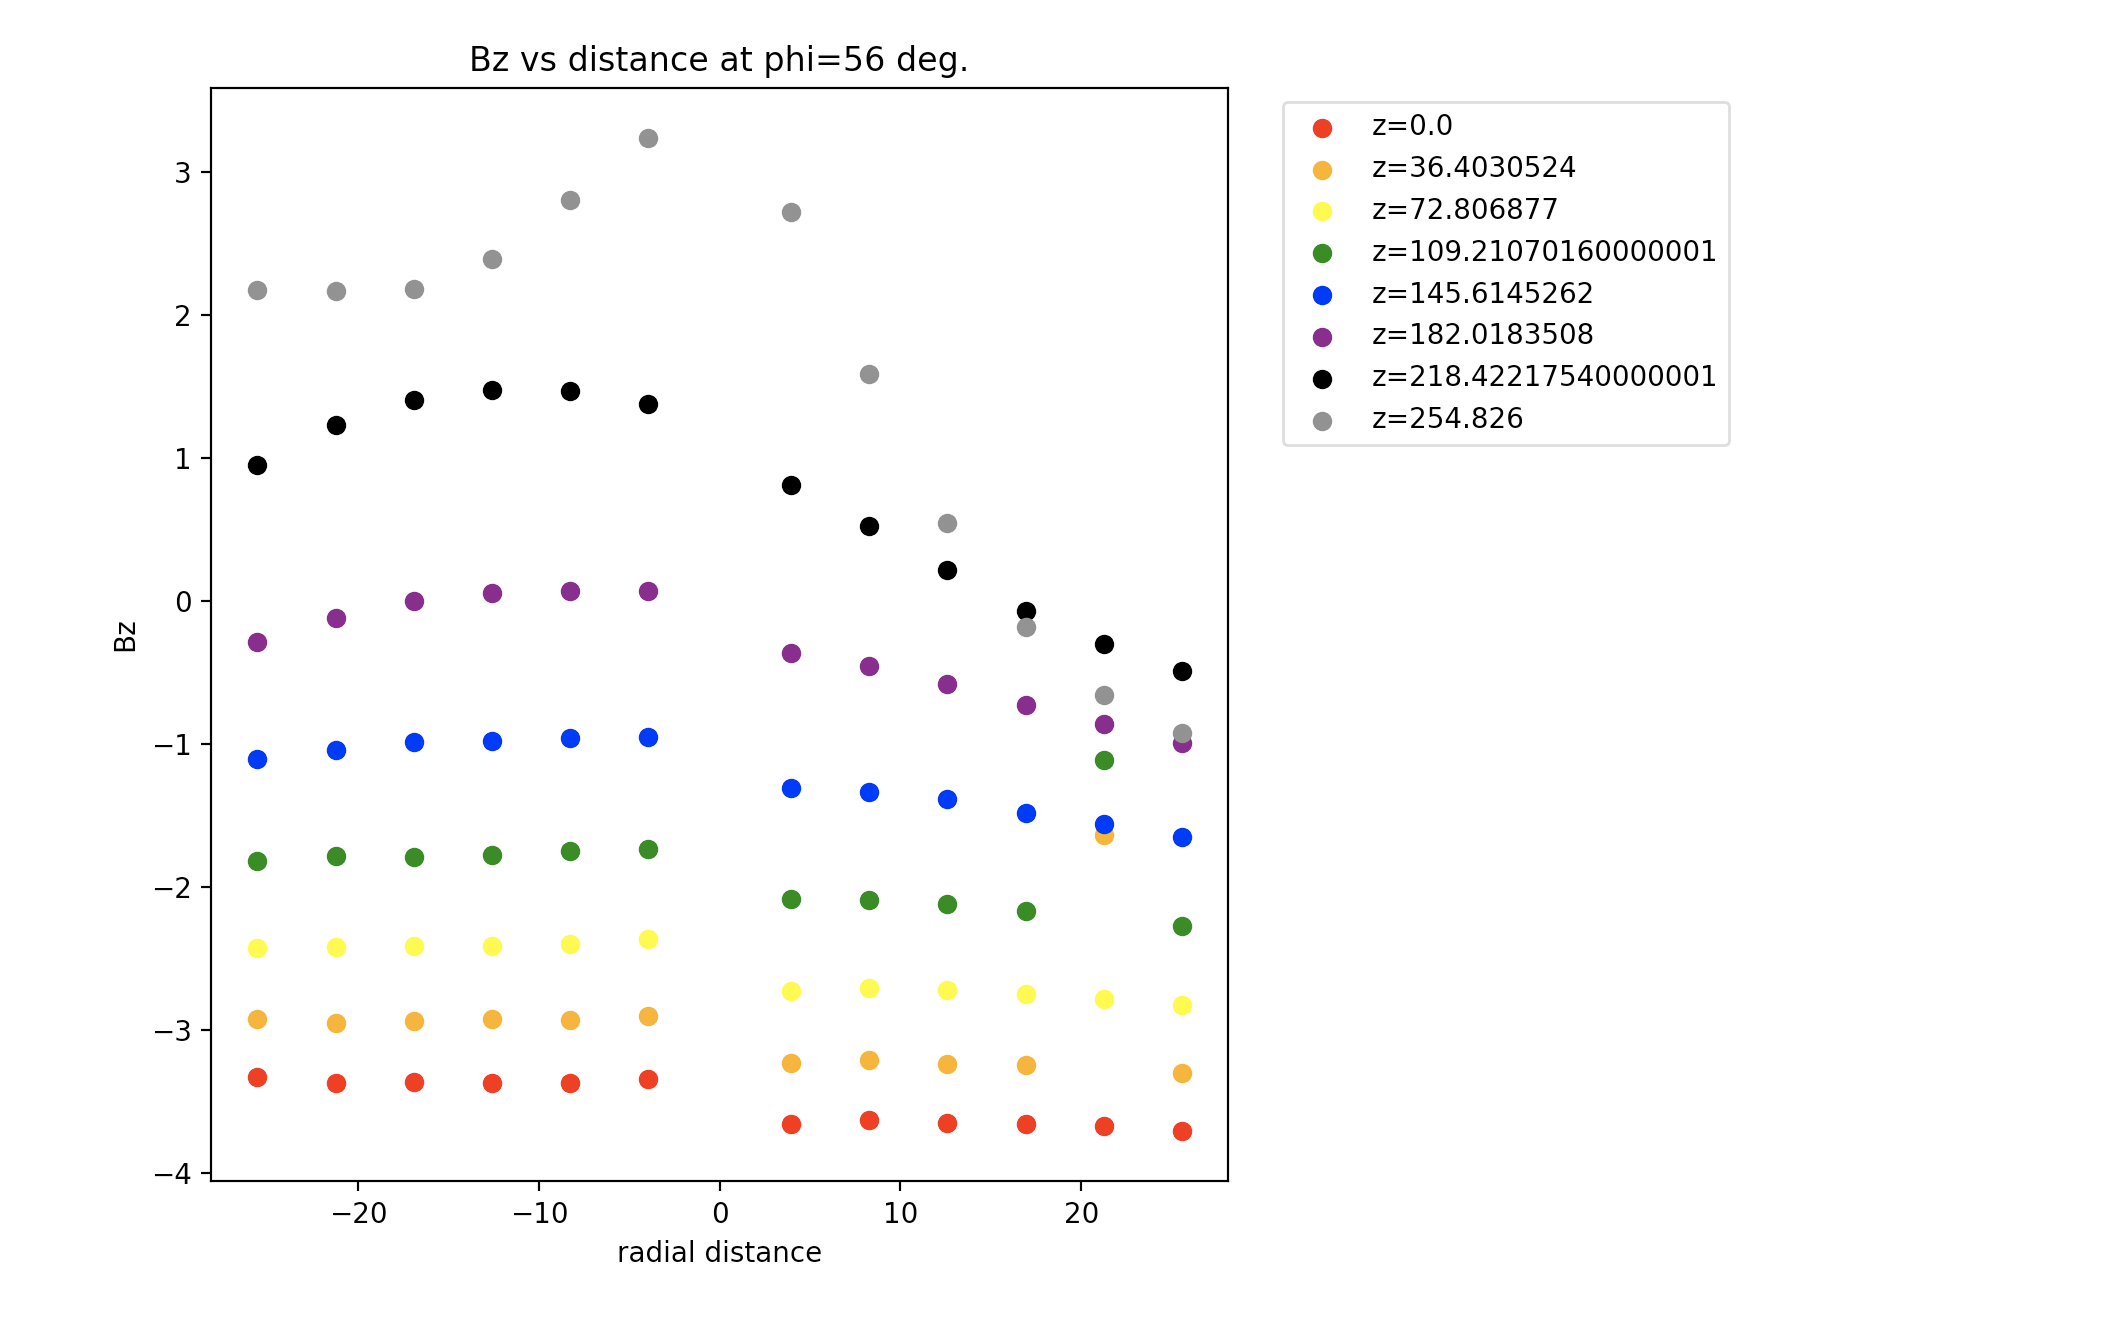 Bz vs distance at phi=56 deg.
3
2
1
0
−1
−2
−3
−4
Bz
−20
−10
0
10
20
radial distance
z=0.0
z=36.4030524
z=72.806877
z=109.21070160000001
z=145.6145262
z=182.0183508
z=218.42217540000001
z=254.826